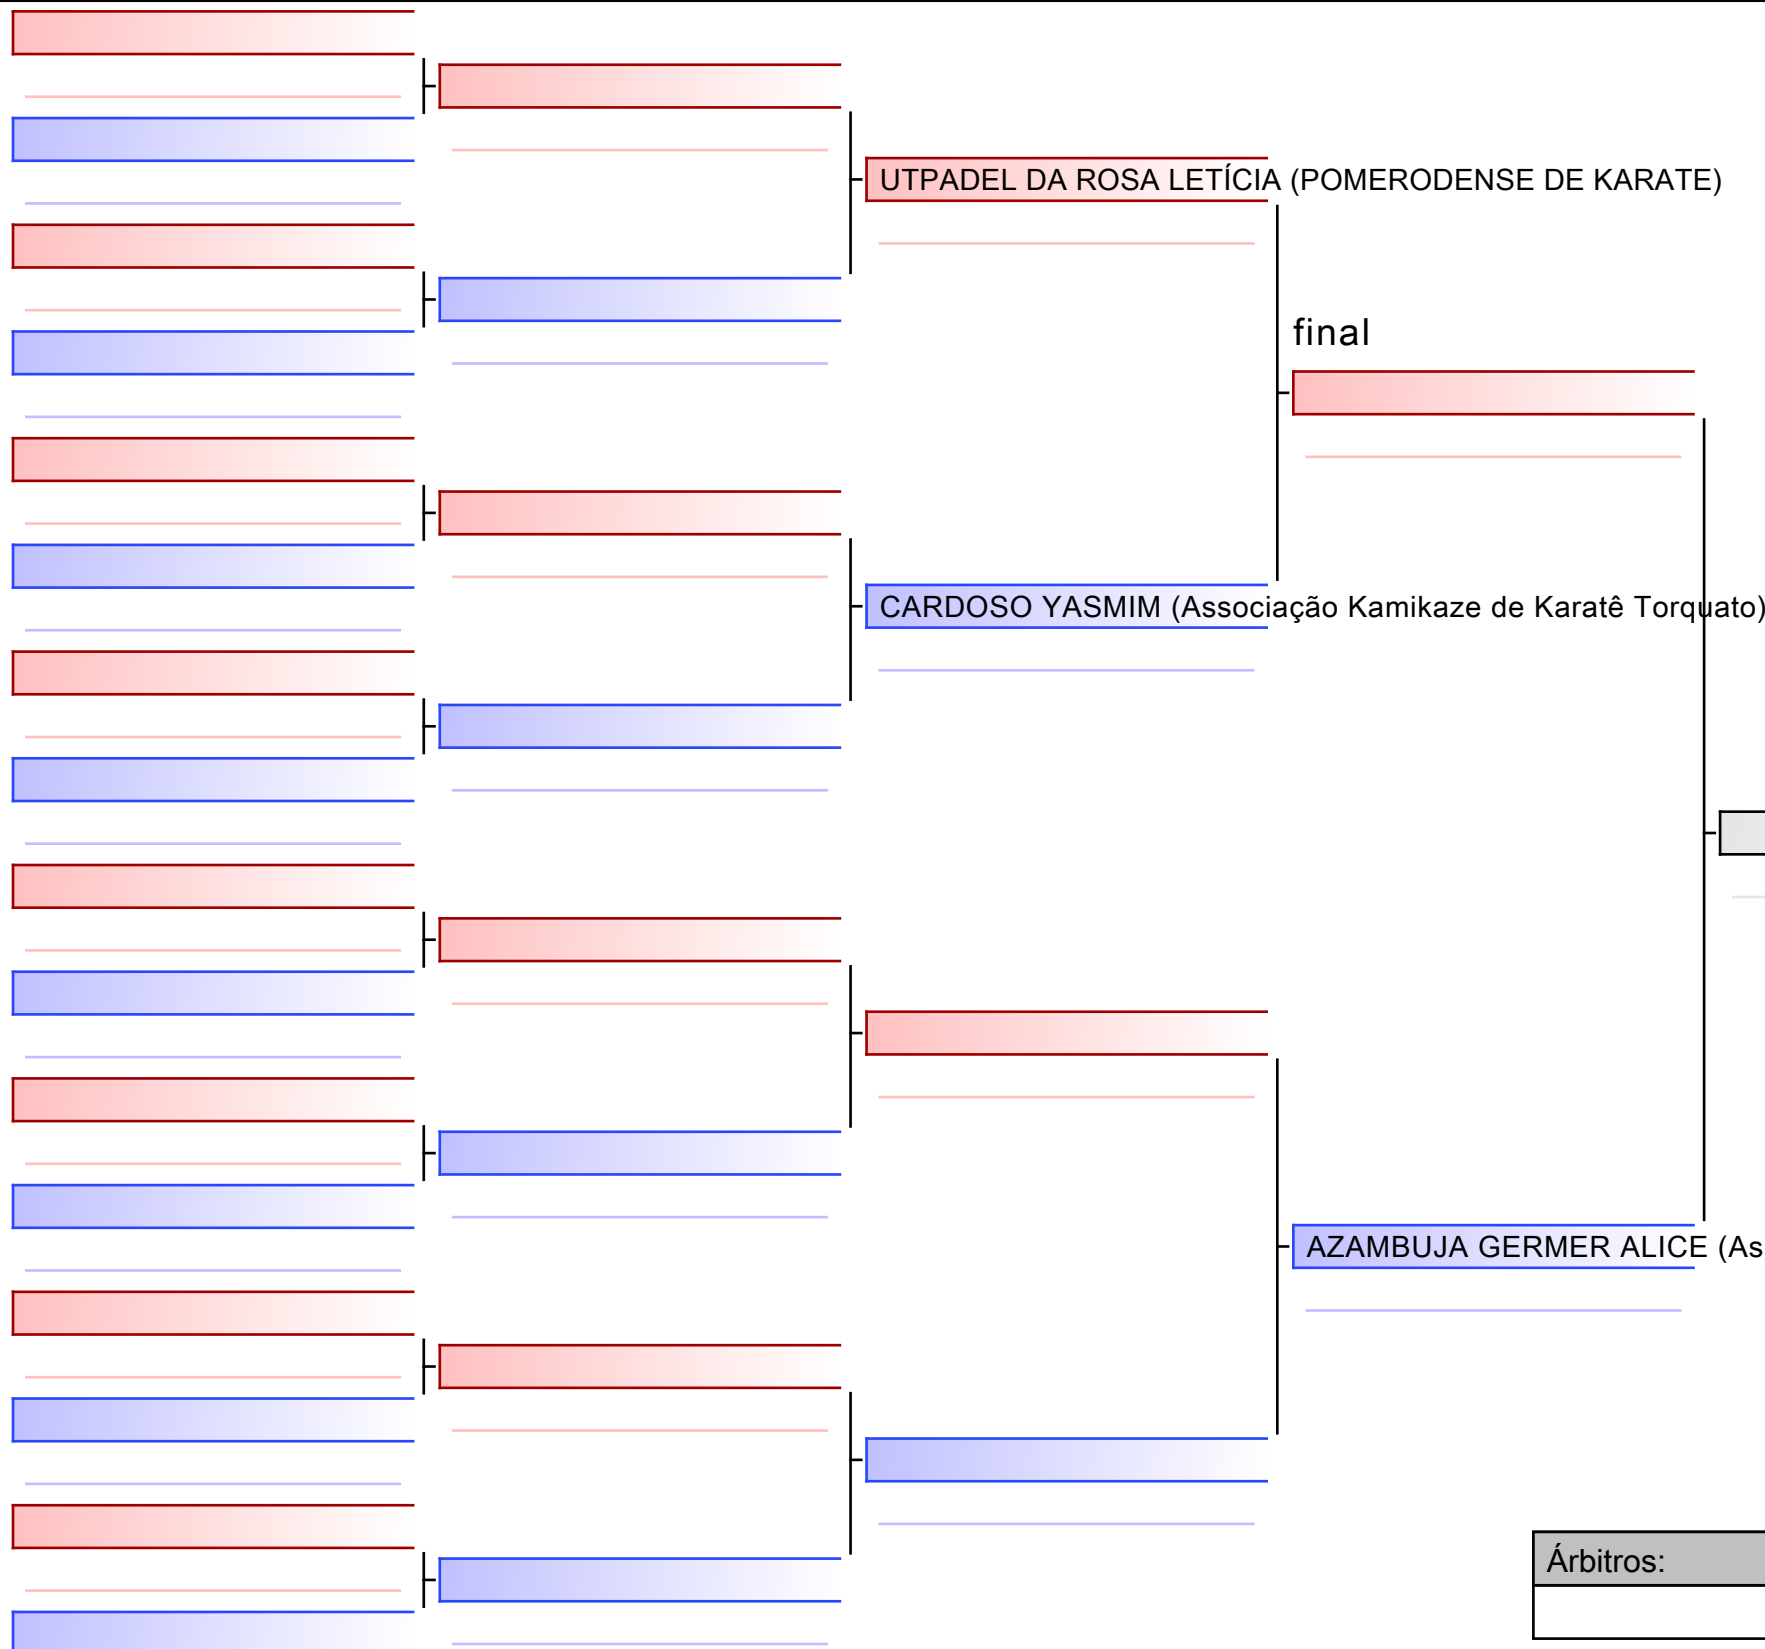 UTPADEL DA ROSA LETÍCIA (POMERODENSE DE KARATE)
final
CARDOSO YASMIM (Associação Kamikaze de Karatê Torquato)
AZAMBUJA GERMER ALICE (As
Árbitros: